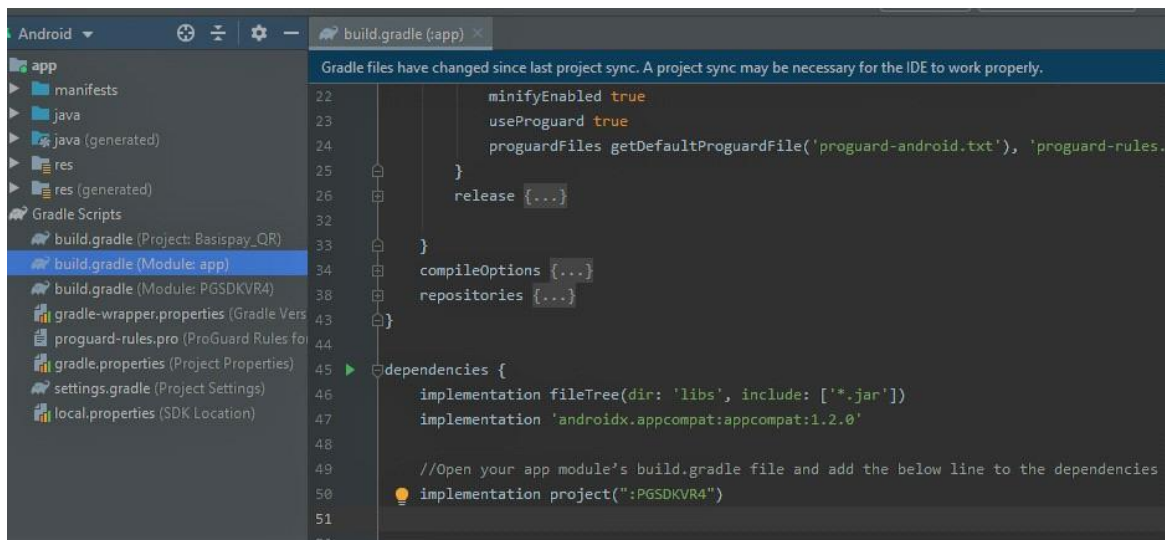 Android
build.gradle (:app)
app
manifests
java
java (generated)
res
res (generated)
Gradle Scripts
build.gradle (Project: Basispay_QR)
build.gradle (Module: app)
build.gradle (Module: PGSDKVR4)
gradle-wrapper.properties (Gradle Vers
proguard-rules.pro (ProGuard Rules fo
gradle.properties (Project Properties)
settings.gradle (Project Settings)
local.properties (SDK Location)
Gradle files have changed since last project sync. A project sync may be necessary for the IDE to work properly.
22 minifyEnabled true
23 useProguard true
24 proguardFiles getDefaultProguardFile('proguard-android.txt'), 'proguard-rules.
25 }
26 release {...}
32
33 }
34 compileOptions {...}
38 repositories {...}
43 }
44
45 dependencies {
46 implementation fileTree(dir: 'libs', include: ['*.jar'])
47 implementation 'androidx.appcompat:appcompat:1.2.0'
48
49 //Open your app module’s build.gradle file and add the below line to the dependencies
50 implementation project(":PGSDKVR4")
51